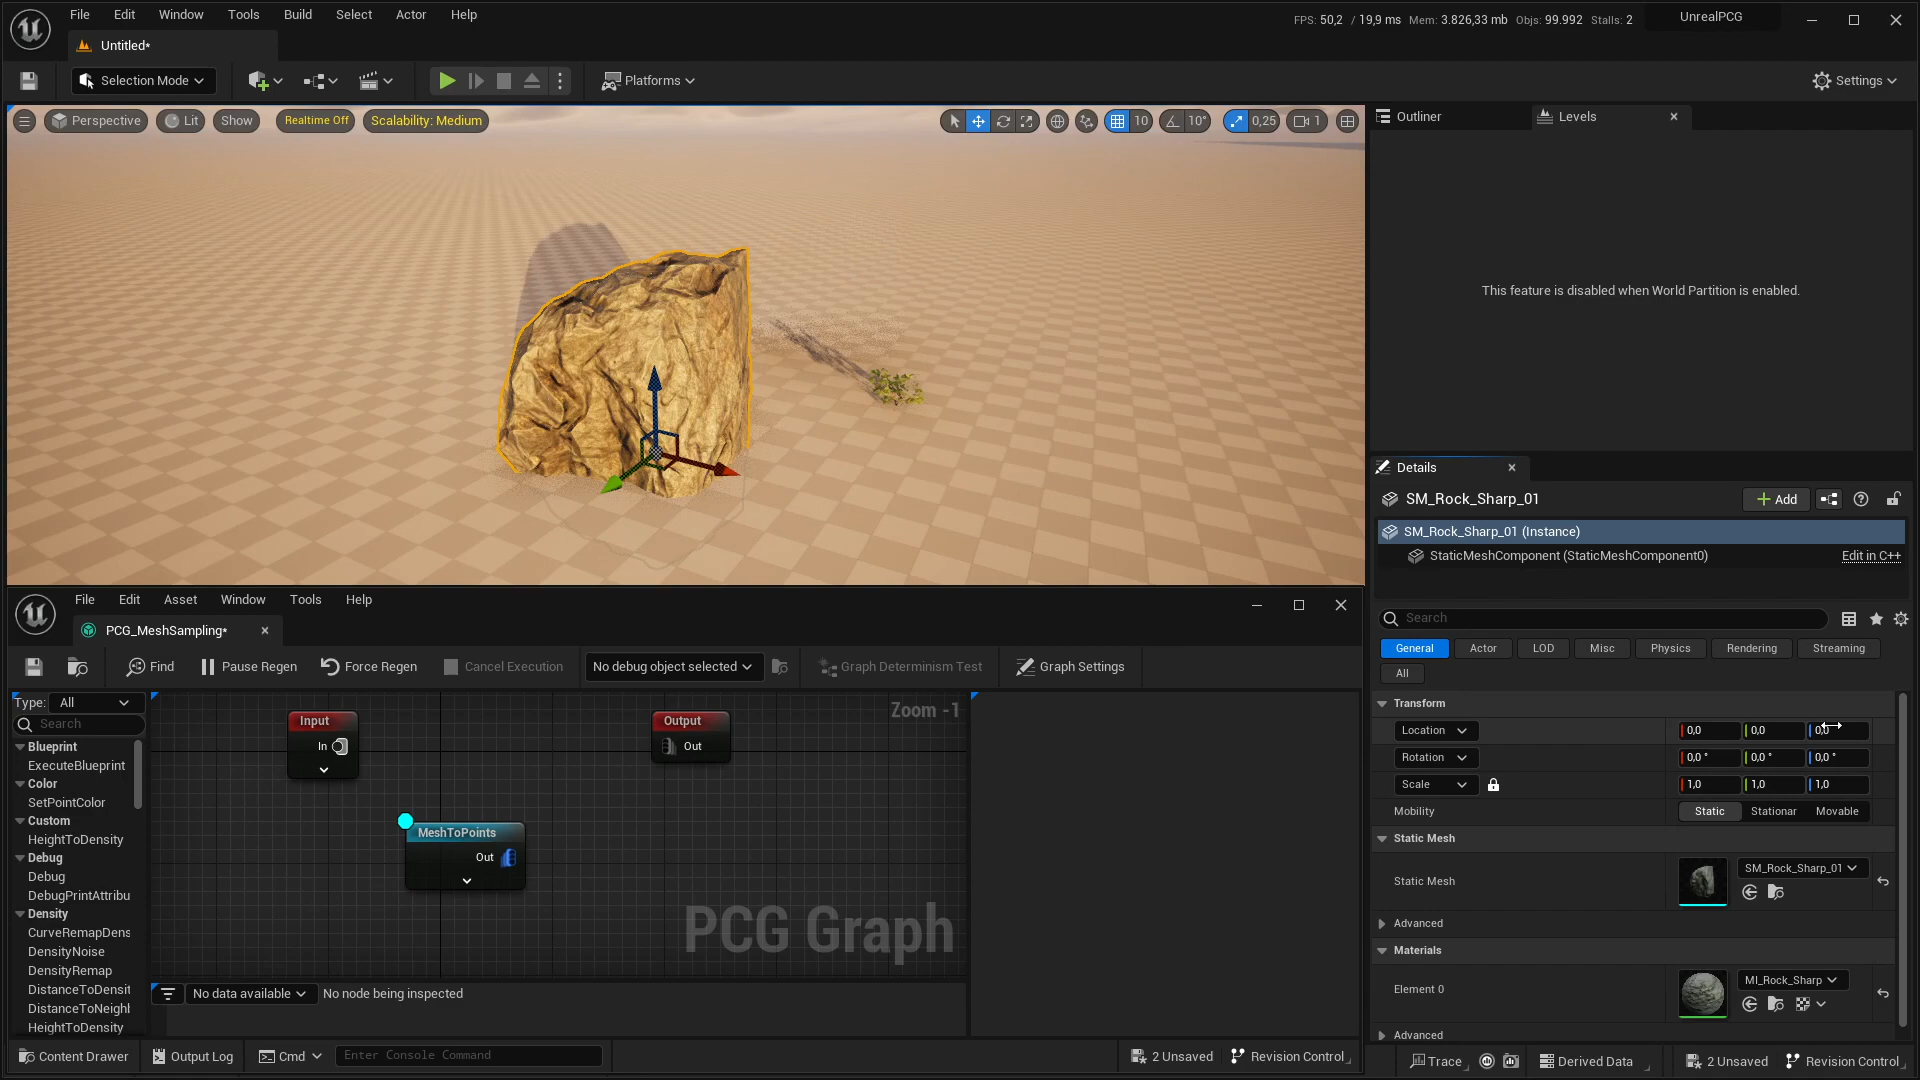 File Edit Window Tools Build Select Actor Help
FPS: 50,2 / 19,9 ms Mem: 3.826,33 mb Objs: 99.992 Stalls: 2 UnrealPCG
Untitled*
Selection Mode Platforms Settings
Perspective Lit Show Realtime Off Scalability: Medium 10 10° 0,25 1
Outliner Levels
This feature is disabled when World Partition is enabled.
Details
SM_Rock_Sharp_01 Add
SM_Rock_Sharp_01 (Instance)
StaticMeshComponent (StaticMeshComponent0) Edit in C++
Search
General Actor LOD Misc Physics Rendering Streaming
All
Transform
Location 0,0 0,0 0,0
Rotation 0,0 ° 0,0 ° 0,0 °
Scale 1,0 1,0 1,0
Mobility Static Stationar Movable
Static Mesh
Static Mesh SM_Rock_Sharp_01
Advanced
Materials
Element 0 MI_Rock_Sharp
Advanced
Trace Derived Data 2 Unsaved Revision Control
File Edit Asset Window Tools Help
PCG_MeshSampling*
Find Pause Regen Force Regen Cancel Execution No debug object selected Graph Determinism Test Graph Settings
Type: All
Search
Blueprint
ExecuteBlueprint
Color
SetPointColor
Custom
HeightToDensity
Debug
Debug
DebugPrintAttribu
Density
CurveRemapDens
DensityNoise
DensityRemap
DistanceToDensit
DistanceToNeighl
HeightToDensity
Zoom -1
Input
In
Output
Out
MeshToPoints
Out
PCG Graph
No data available No node being inspected
Content Drawer Output Log Cmd Enter Console Command 2 Unsaved Revision Control